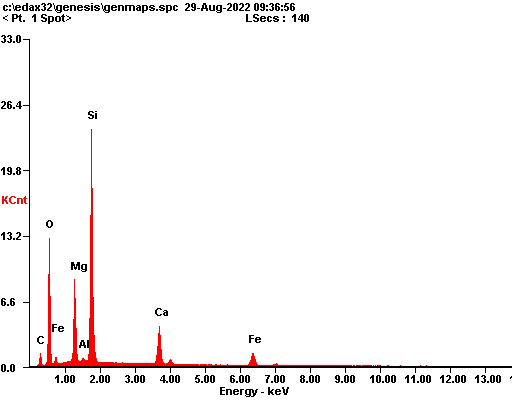 c:\edax32\genesis\genmaps.spc 29-Aug-2022 09:36:56
< Pt. 1 Spot> LSecs : 140
33.0
26.4
19.8
KCnt
13.2
6.6
0.0
Si
O
Mg
Fe
Al
C
Ca
Fe
1.00 2.00 3.00 4.00 5.00 6.00 7.00 8.00 9.00 10.00 11.00 12.00 13.00
Energy - keV